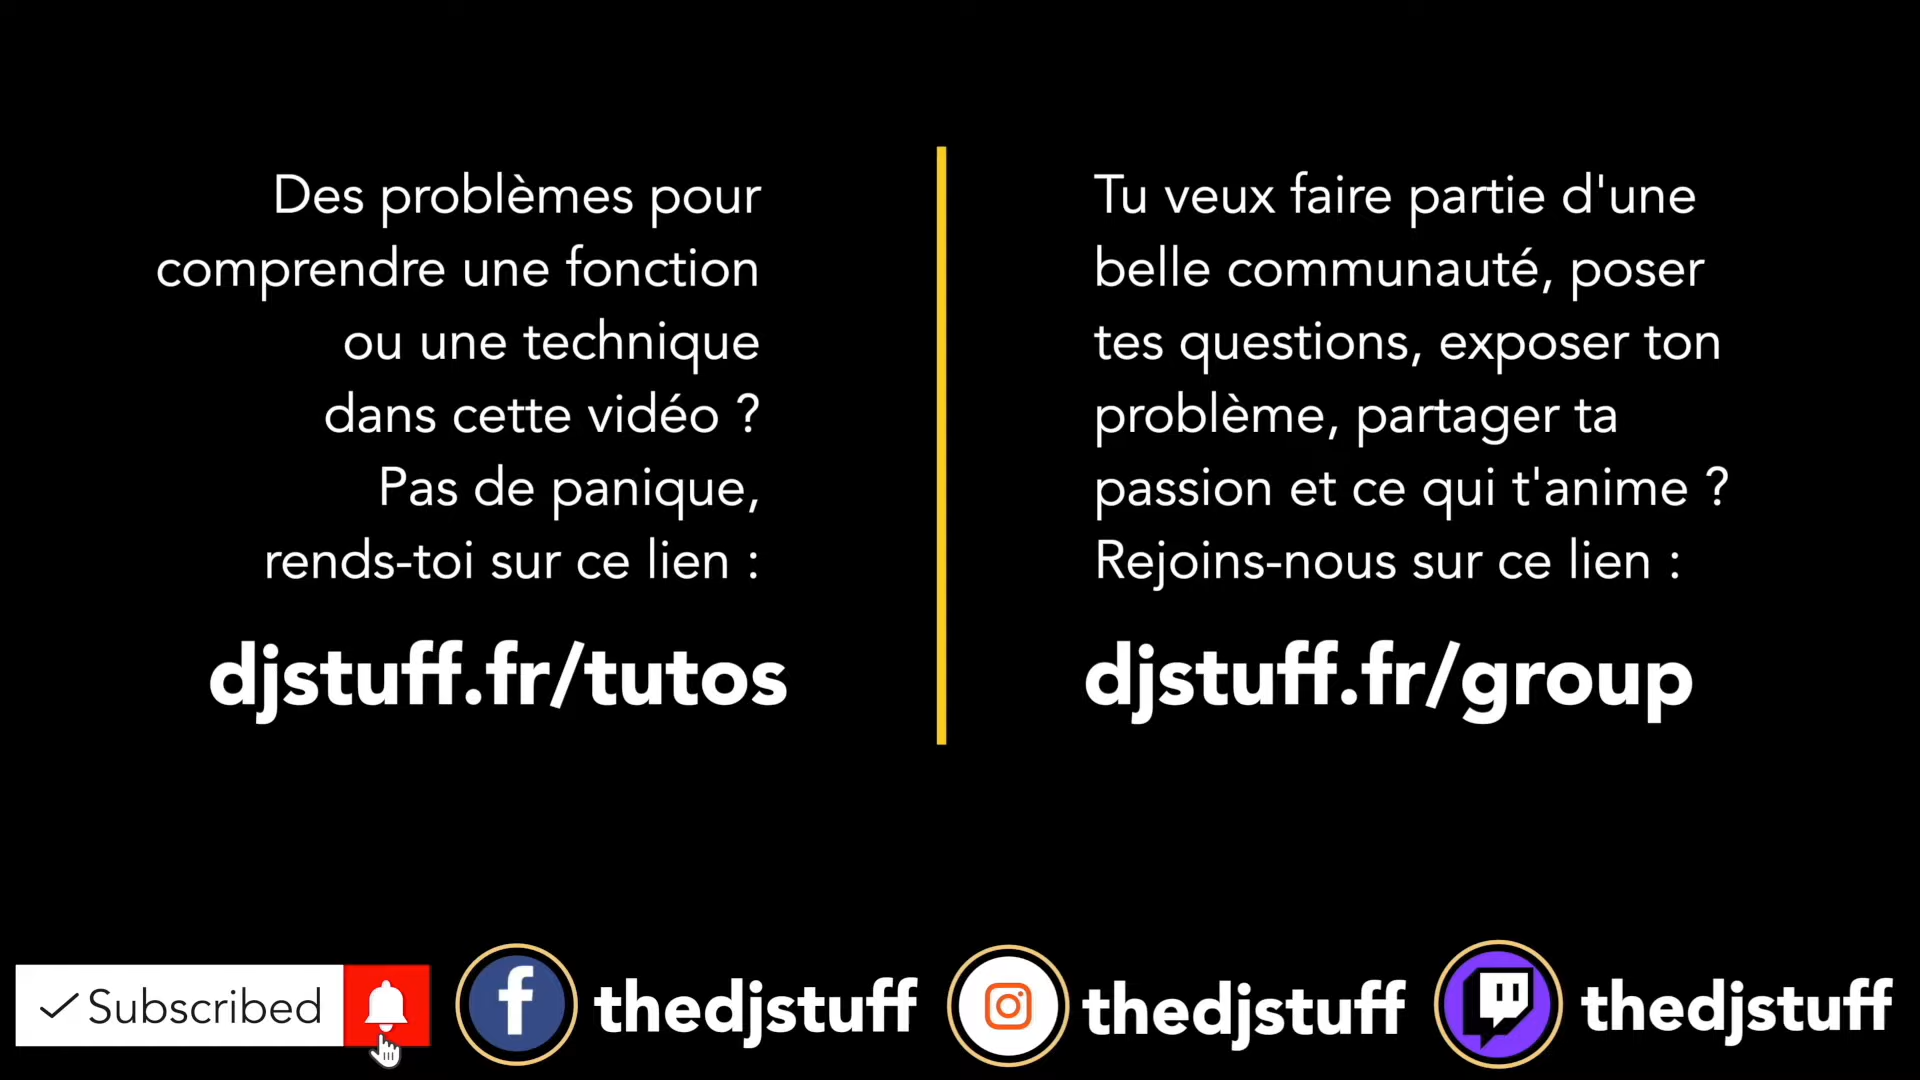 Des problèmes pour
comprendre une fonction
ou une technique
dans cette vidéo ?
Pas de panique,
rends-toi sur ce lien :
djstuff.fr/tutos
Tu veux faire partie d'une
belle communauté, poser
tes questions, exposer ton
problème, partager ta
passion et ce qui t'anime ?
Rejoins-nous sur ce lien :
djstuff.fr/group
Subscribed
thedjstuff
thedjstuff
thedjstuff